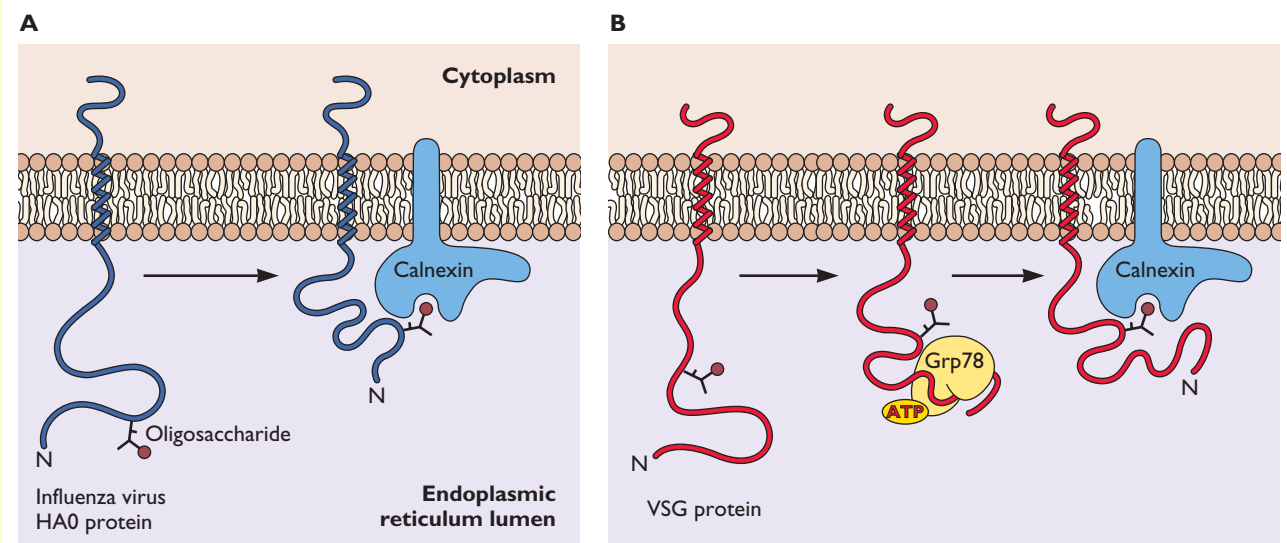 A
Cytoplasm
Calnexin
N
Oligosaccharide
N
Influenza virus
HA0 protein
Endoplasmic
reticulum lumen
B
Calnexin
Grp78
ATP
N
N
VSG protein